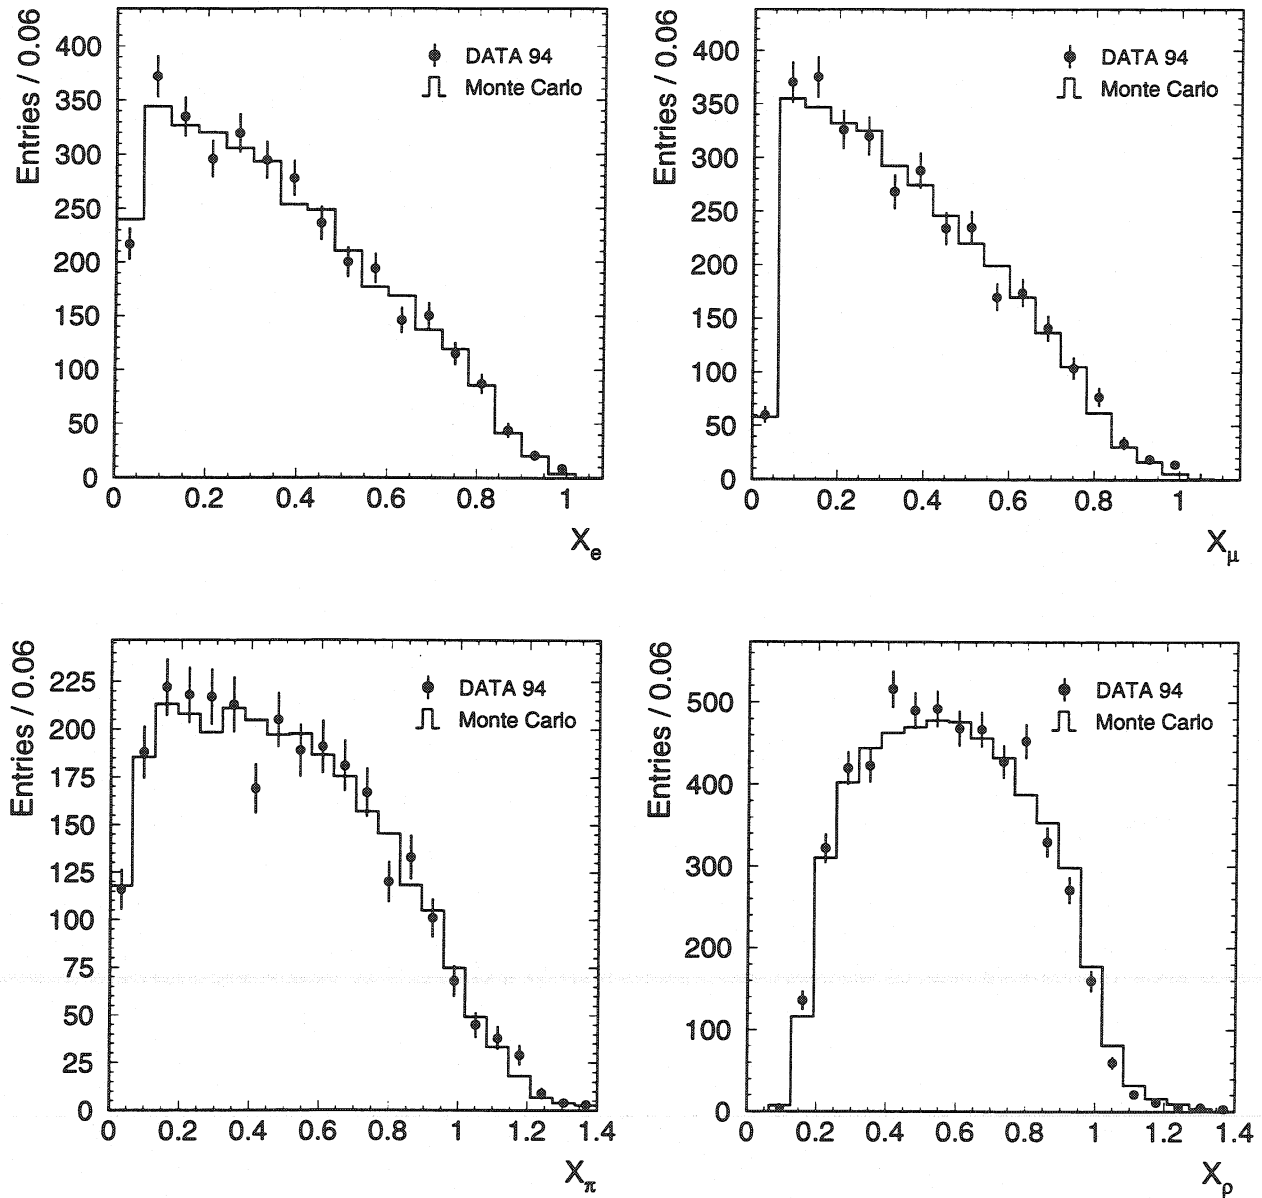 Entries / 0.06
400
350
300
250
200
150
100
50
0
DATA 94
Monte Carlo
0 0.2 0.4 0.6 0.8 1
Xe
Entries / 0.06
400
350
300
250
200
150
100
50
0
DATA 94
Monte Carlo
0 0.2 0.4 0.6 0.8 1
Xμ
Entries / 0.06
225
200
175
150
125
100
75
50
25
0
DATA 94
Monte Carlo
0 0.2 0.4 0.6 0.8 1 1.2 1.4
Xπ
Entries / 0.06
500
400
300
200
100
0
DATA 94
Monte Carlo
0 0.2 0.4 0.6 0.8 1 1.2 1.4
Xρ